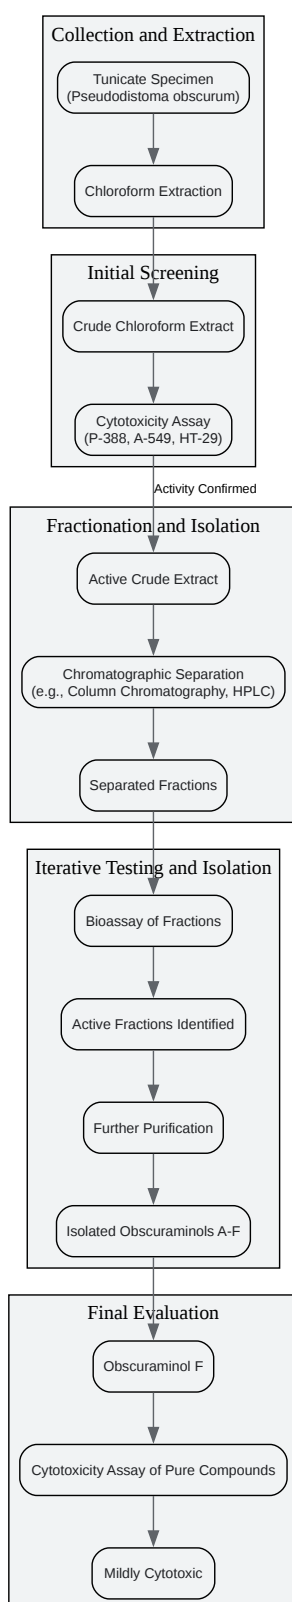 Collection and Extraction
Tunicate Specimen
(Pseudodistoma obscurum)
Chloroform Extraction
Initial Screening
Crude Chloroform Extract
Cytotoxicity Assay
(P-388, A-549, HT-29)
Activity Confirmed
Fractionation and Isolation
Active Crude Extract
Chromatographic Separation
(e.g., Column Chromatography, HPLC)
Separated Fractions
Iterative Testing and Isolation
Bioassay of Fractions
Active Fractions Identified
Further Purification
Isolated Obscuraminols A-F
Final Evaluation
Obscuraminol F
Cytotoxicity Assay of Pure Compounds
Mildly Cytotoxic